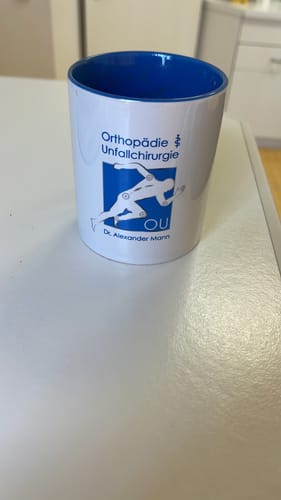 Orthopädie
Unfallchirurgie
OU
Dr. Alexander Mann